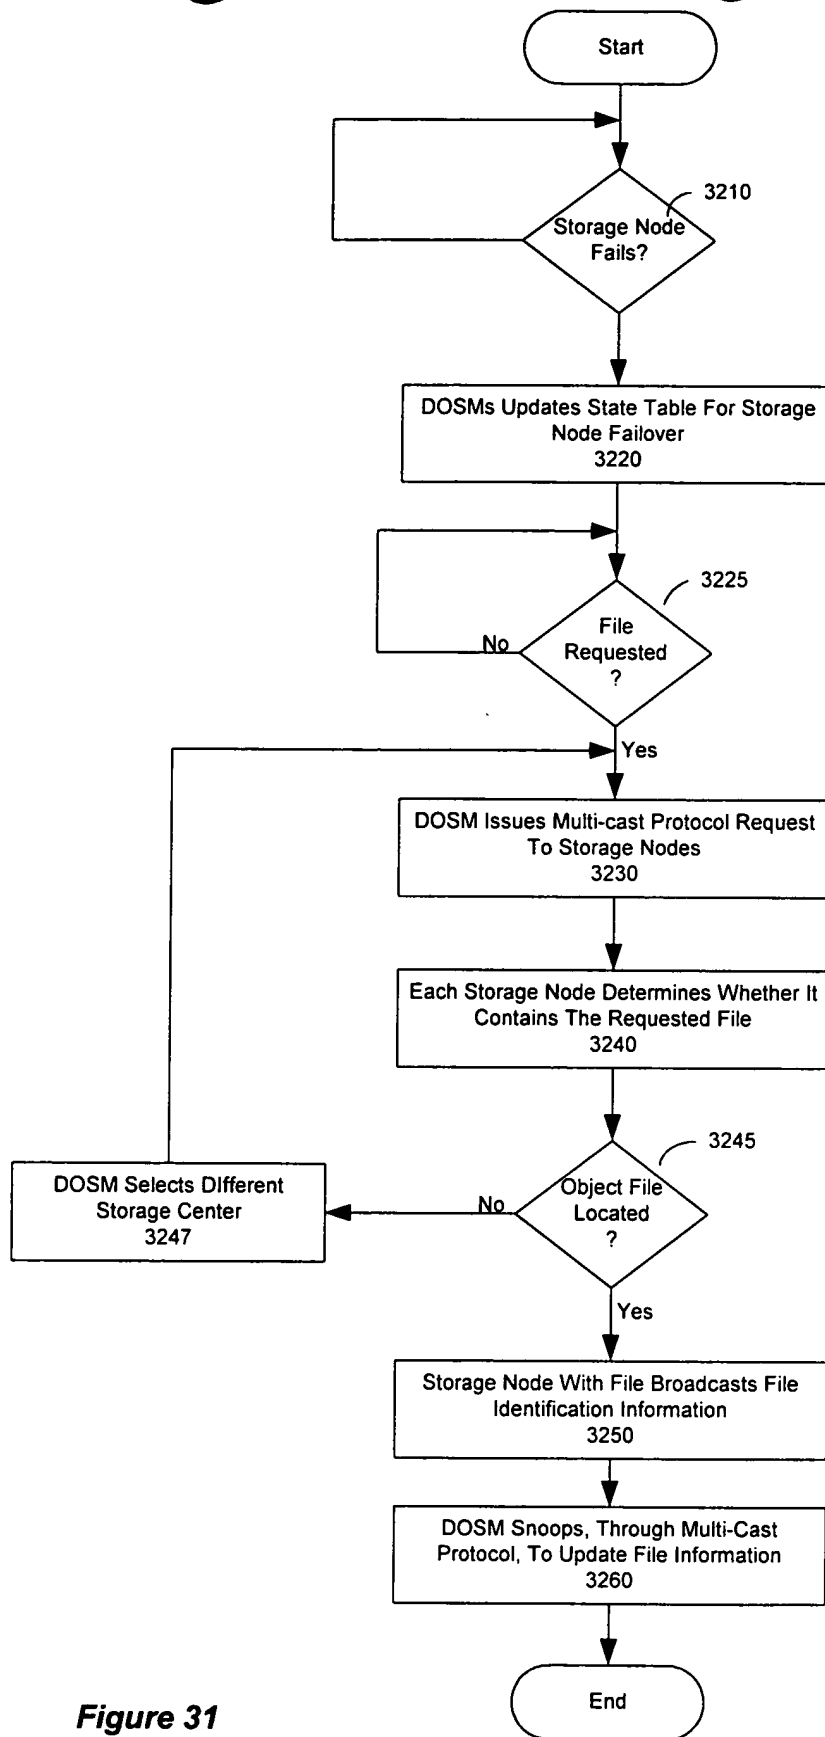 Start
Storage Node
Fails?
3210
DOSMs Updates State Table For Storage
Node Failover
3220
3225
File
Requested
?
No
Yes
DOSM Issues Multi-cast Protocol Request
To Storage Nodes
3230
Each Storage Node Determines Whether It
Contains The Requested File
3240
3245
Object File
Located
?
No
DOSM Selects DIfferent
Storage Center
3247
Yes
Storage Node With File Broadcasts File
Identification Information
3250
DOSM Snoops, Through Multi-Cast
Protocol, To Update File Information
3260
End
Figure 31